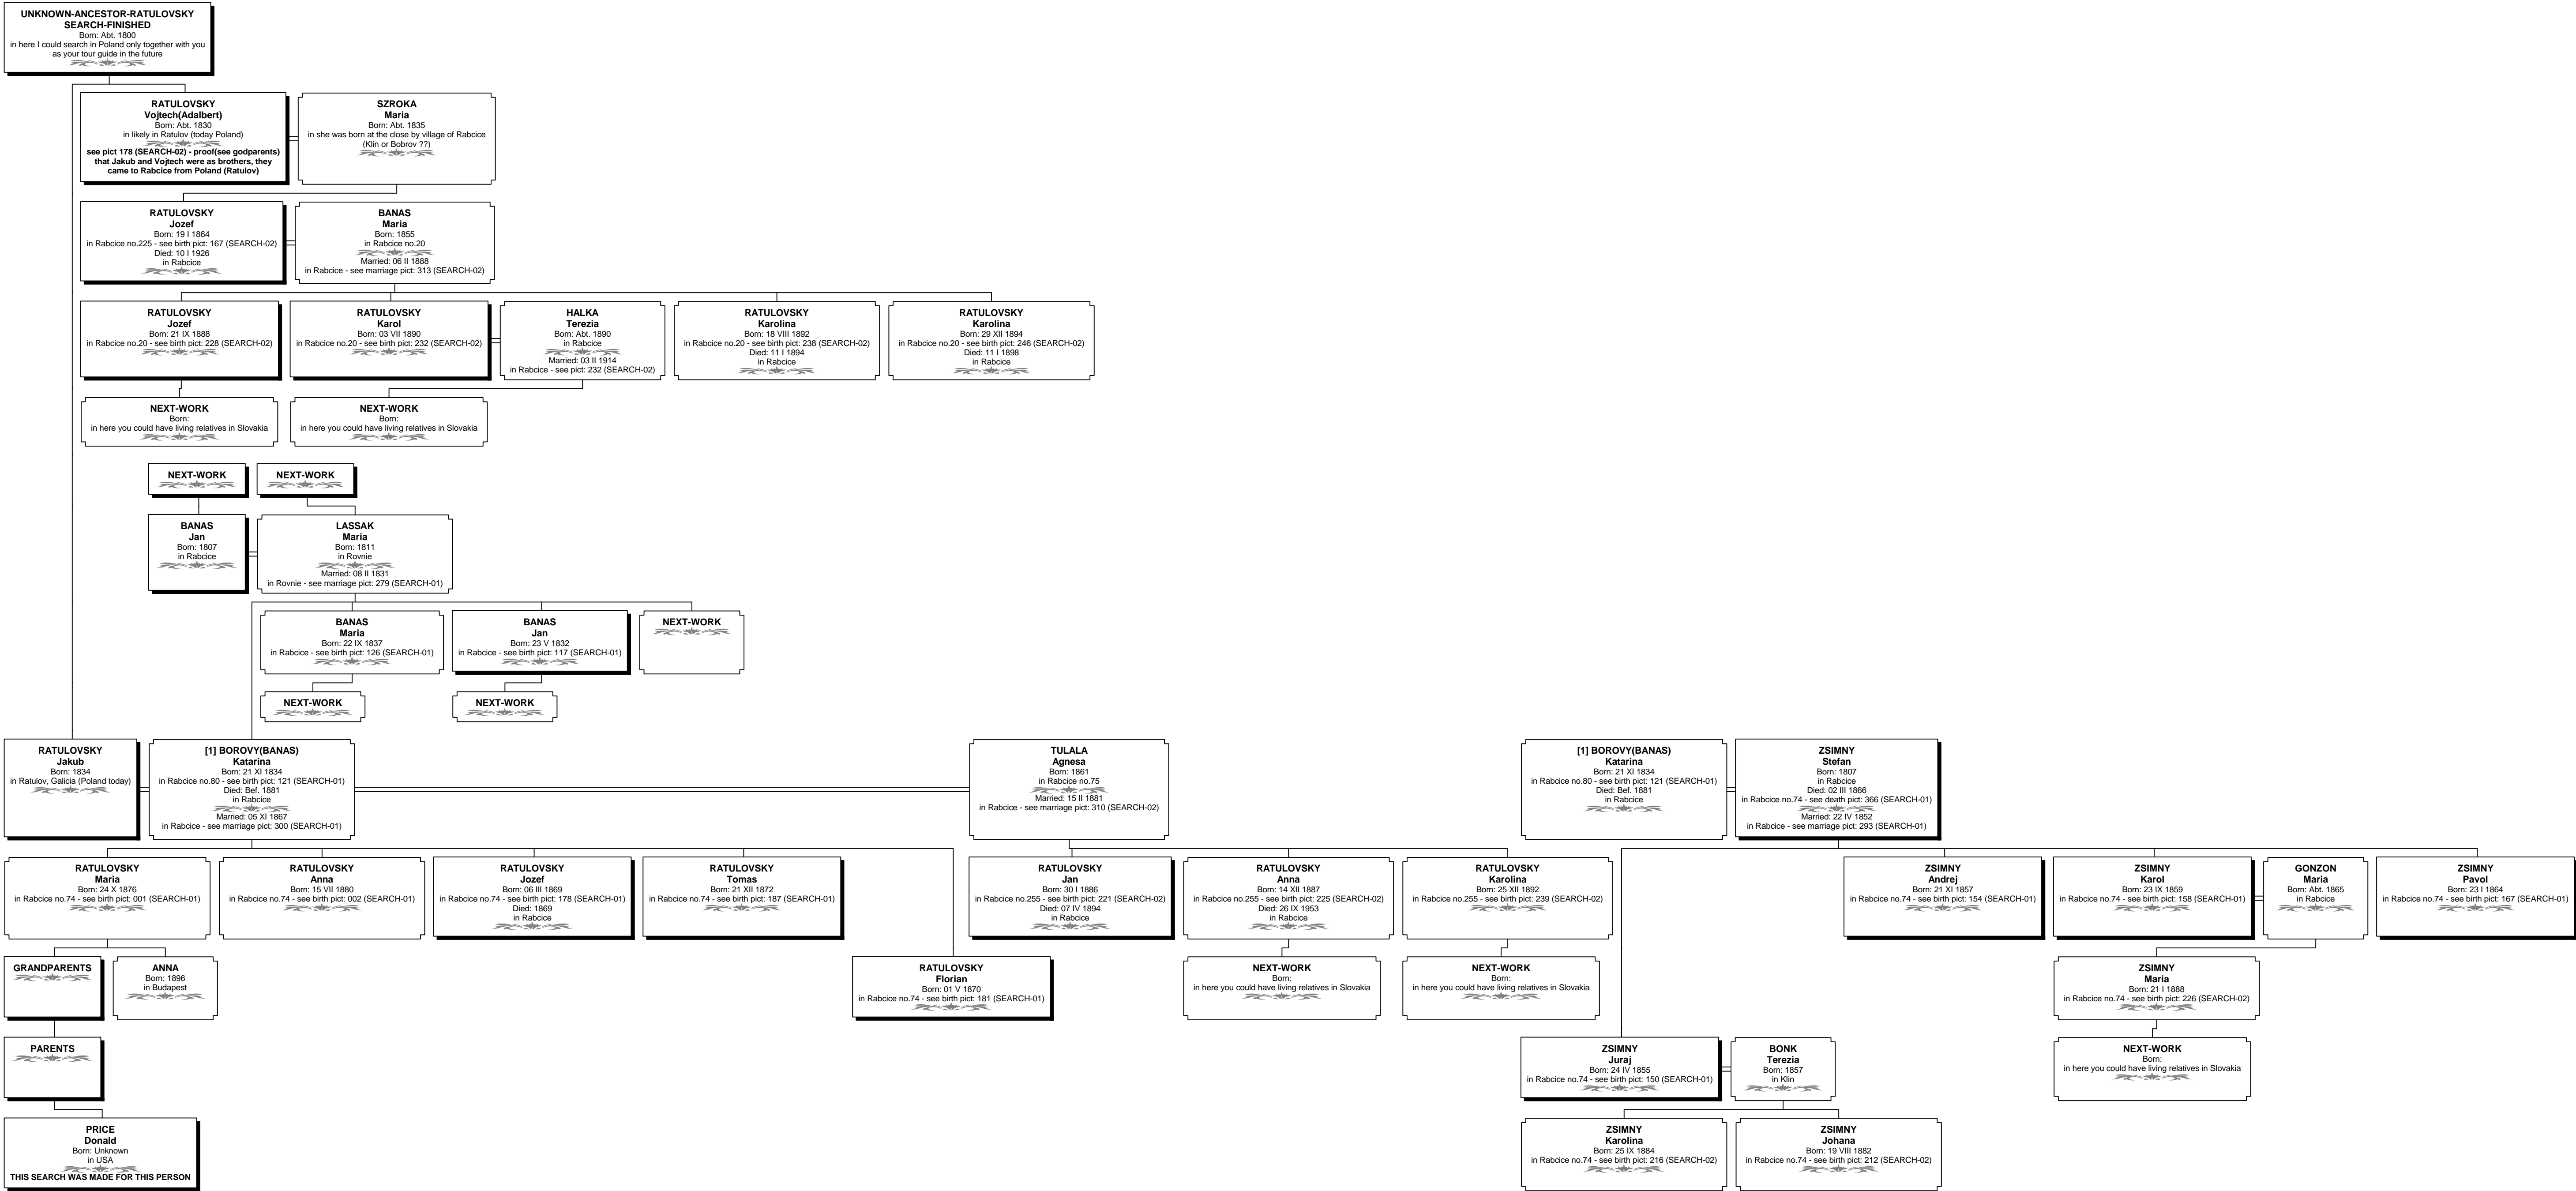 UNKNOWN-ANCESTOR-RATULOVSKY
SEARCH-FINISHED
Born: Abt. 1800
in here I could search in Poland only together with you
as your tour guide in the future
RATULOVSKY
Vojtech(Adalbert)
Born: Abt. 1830
in likely in Ratulov (today Poland)
see pict 178 (SEARCH-02) - proof(see godparents)
that Jakub and Vojtech were as brothers, they
came to Rabcice from Poland (Ratulov)
SZROKA
Maria
Born: Abt. 1835
in she was born at the close by village of Rabcice
(Klin or Bobrov ??)
RATULOVSKY
Jozef
Born: 19 I 1864
in Rabcice no.225 - see birth pict: 167 (SEARCH-02)
Died: 10 I 1926
in Rabcice
BANAS
Maria
Born: 1855
in Rabcice no.20
Married: 06 II 1888
in Rabcice - see marriage pict: 313 (SEARCH-02)
RATULOVSKY
Jozef
Born: 21 IX 1888
in Rabcice no.20 - see birth pict: 228 (SEARCH-02)
RATULOVSKY
Karol
Born: 03 VII 1890
in Rabcice no.20 - see birth pict: 232 (SEARCH-02)
HALKA
Terezia
Born: Abt. 1890
in Rabcice
Married: 03 II 1914
in Rabcice - see pict: 232 (SEARCH-02)
RATULOVSKY
Karolina
Born: 18 VIII 1892
in Rabcice no.20 - see birth pict: 238 (SEARCH-02)
Died: 11 I 1894
in Rabcice
RATULOVSKY
Karolina
Born: 29 XII 1894
in Rabcice no.20 - see birth pict: 246 (SEARCH-02)
Died: 11 I 1898
in Rabcice
NEXT-WORK
Born:
in here you could have living relatives in Slovakia
NEXT-WORK
Born:
in here you could have living relatives in Slovakia
NEXT-WORK
NEXT-WORK
BANAS
Jan
Born: 1807
in Rabcice
LASSAK
Maria
Born: 1811
in Rovnie
Married: 08 II 1831
in Rovnie - see marriage pict: 279 (SEARCH-01)
BANAS
Maria
Born: 22 IX 1837
in Rabcice - see birth pict: 126 (SEARCH-01)
BANAS
Jan
Born: 23 V 1832
in Rabcice - see birth pict: 117 (SEARCH-01)
NEXT-WORK
NEXT-WORK
NEXT-WORK
RATULOVSKY
Jakub
Born: 1834
in Ratulov, Galicia (Poland today)
[1] BOROVY(BANAS)
Katarina
Born: 21 XI 1834
in Rabcice no.80 - see birth pict: 121 (SEARCH-01)
Died: Bef. 1881
in Rabcice
Married: 05 XI 1867
in Rabcice - see marriage pict: 300 (SEARCH-01)
TULALA
Agnesa
Born: 1861
in Rabcice no.75
Married: 15 II 1881
in Rabcice - see marriage pict: 310 (SEARCH-02)
[1] BOROVY(BANAS)
Katarina
Born: 21 XI 1834
in Rabcice no.80 - see birth pict: 121 (SEARCH-01)
Died: Bef. 1881
in Rabcice
ZSIMNY
Stefan
Born: 1807
in Rabcice
Died: 02 III 1866
in Rabcice no.74 - see death pict: 366 (SEARCH-01)
Married: 22 IV 1852
in Rabcice - see marriage pict: 293 (SEARCH-01)
RATULOVSKY
Maria
Born: 24 X 1876
in Rabcice no.74 - see birth pict: 001 (SEARCH-01)
RATULOVSKY
Anna
Born: 15 VII 1880
in Rabcice no.74 - see birth pict: 002 (SEARCH-01)
RATULOVSKY
Jozef
Born: 06 III 1869
in Rabcice no.74 - see birth pict: 178 (SEARCH-01)
Died: 1869
in Rabcice
RATULOVSKY
Tomas
Born: 21 XII 1872
in Rabcice no.74 - see birth pict: 187 (SEARCH-01)
RATULOVSKY
Jan
Born: 30 I 1886
in Rabcice no.255 - see birth pict: 221 (SEARCH-02)
Died: 07 IV 1894
in Rabcice
RATULOVSKY
Anna
Born: 14 XII 1887
in Rabcice no.255 - see birth pict: 225 (SEARCH-02)
Died: 26 IX 1953
in Rabcice
RATULOVSKY
Karolina
Born: 25 XII 1892
in Rabcice no.255 - see birth pict: 239 (SEARCH-02)
ZSIMNY
Andrej
Born: 21 XI 1857
in Rabcice no.74 - see birth pict: 154 (SEARCH-01)
ZSIMNY
Karol
Born: 23 IX 1859
in Rabcice no.74 - see birth pict: 158 (SEARCH-01)
GONZON
Maria
Born: Abt. 1865
in Rabcice
ZSIMNY
Pavol
Born: 23 I 1864
in Rabcice no.74 - see birth pict: 167 (SEARCH-01)
GRANDPARENTS
ANNA
Born: 1896
in Budapest
RATULOVSKY
Florian
Born: 01 V 1870
in Rabcice no.74 - see birth pict: 181 (SEARCH-01)
NEXT-WORK
Born:
in here you could have living relatives in Slovakia
NEXT-WORK
Born:
in here you could have living relatives in Slovakia
ZSIMNY
Maria
Born: 21 I 1888
in Rabcice no.74 - see birth pict: 226 (SEARCH-02)
PARENTS
ZSIMNY
Juraj
Born: 24 IV 1855
in Rabcice no.74 - see birth pict: 150 (SEARCH-01)
BONK
Terezia
Born: 1857
in Klin
NEXT-WORK
Born:
in here you could have living relatives in Slovakia
PRICE
Donald
Born: Unknown
in USA
THIS SEARCH WAS MADE FOR THIS PERSON
ZSIMNY
Karolina
Born: 25 IX 1884
in Rabcice no.74 - see birth pict: 216 (SEARCH-02)
ZSIMNY
Johana
Born: 19 VIII 1882
in Rabcice no.74 - see birth pict: 212 (SEARCH-02)